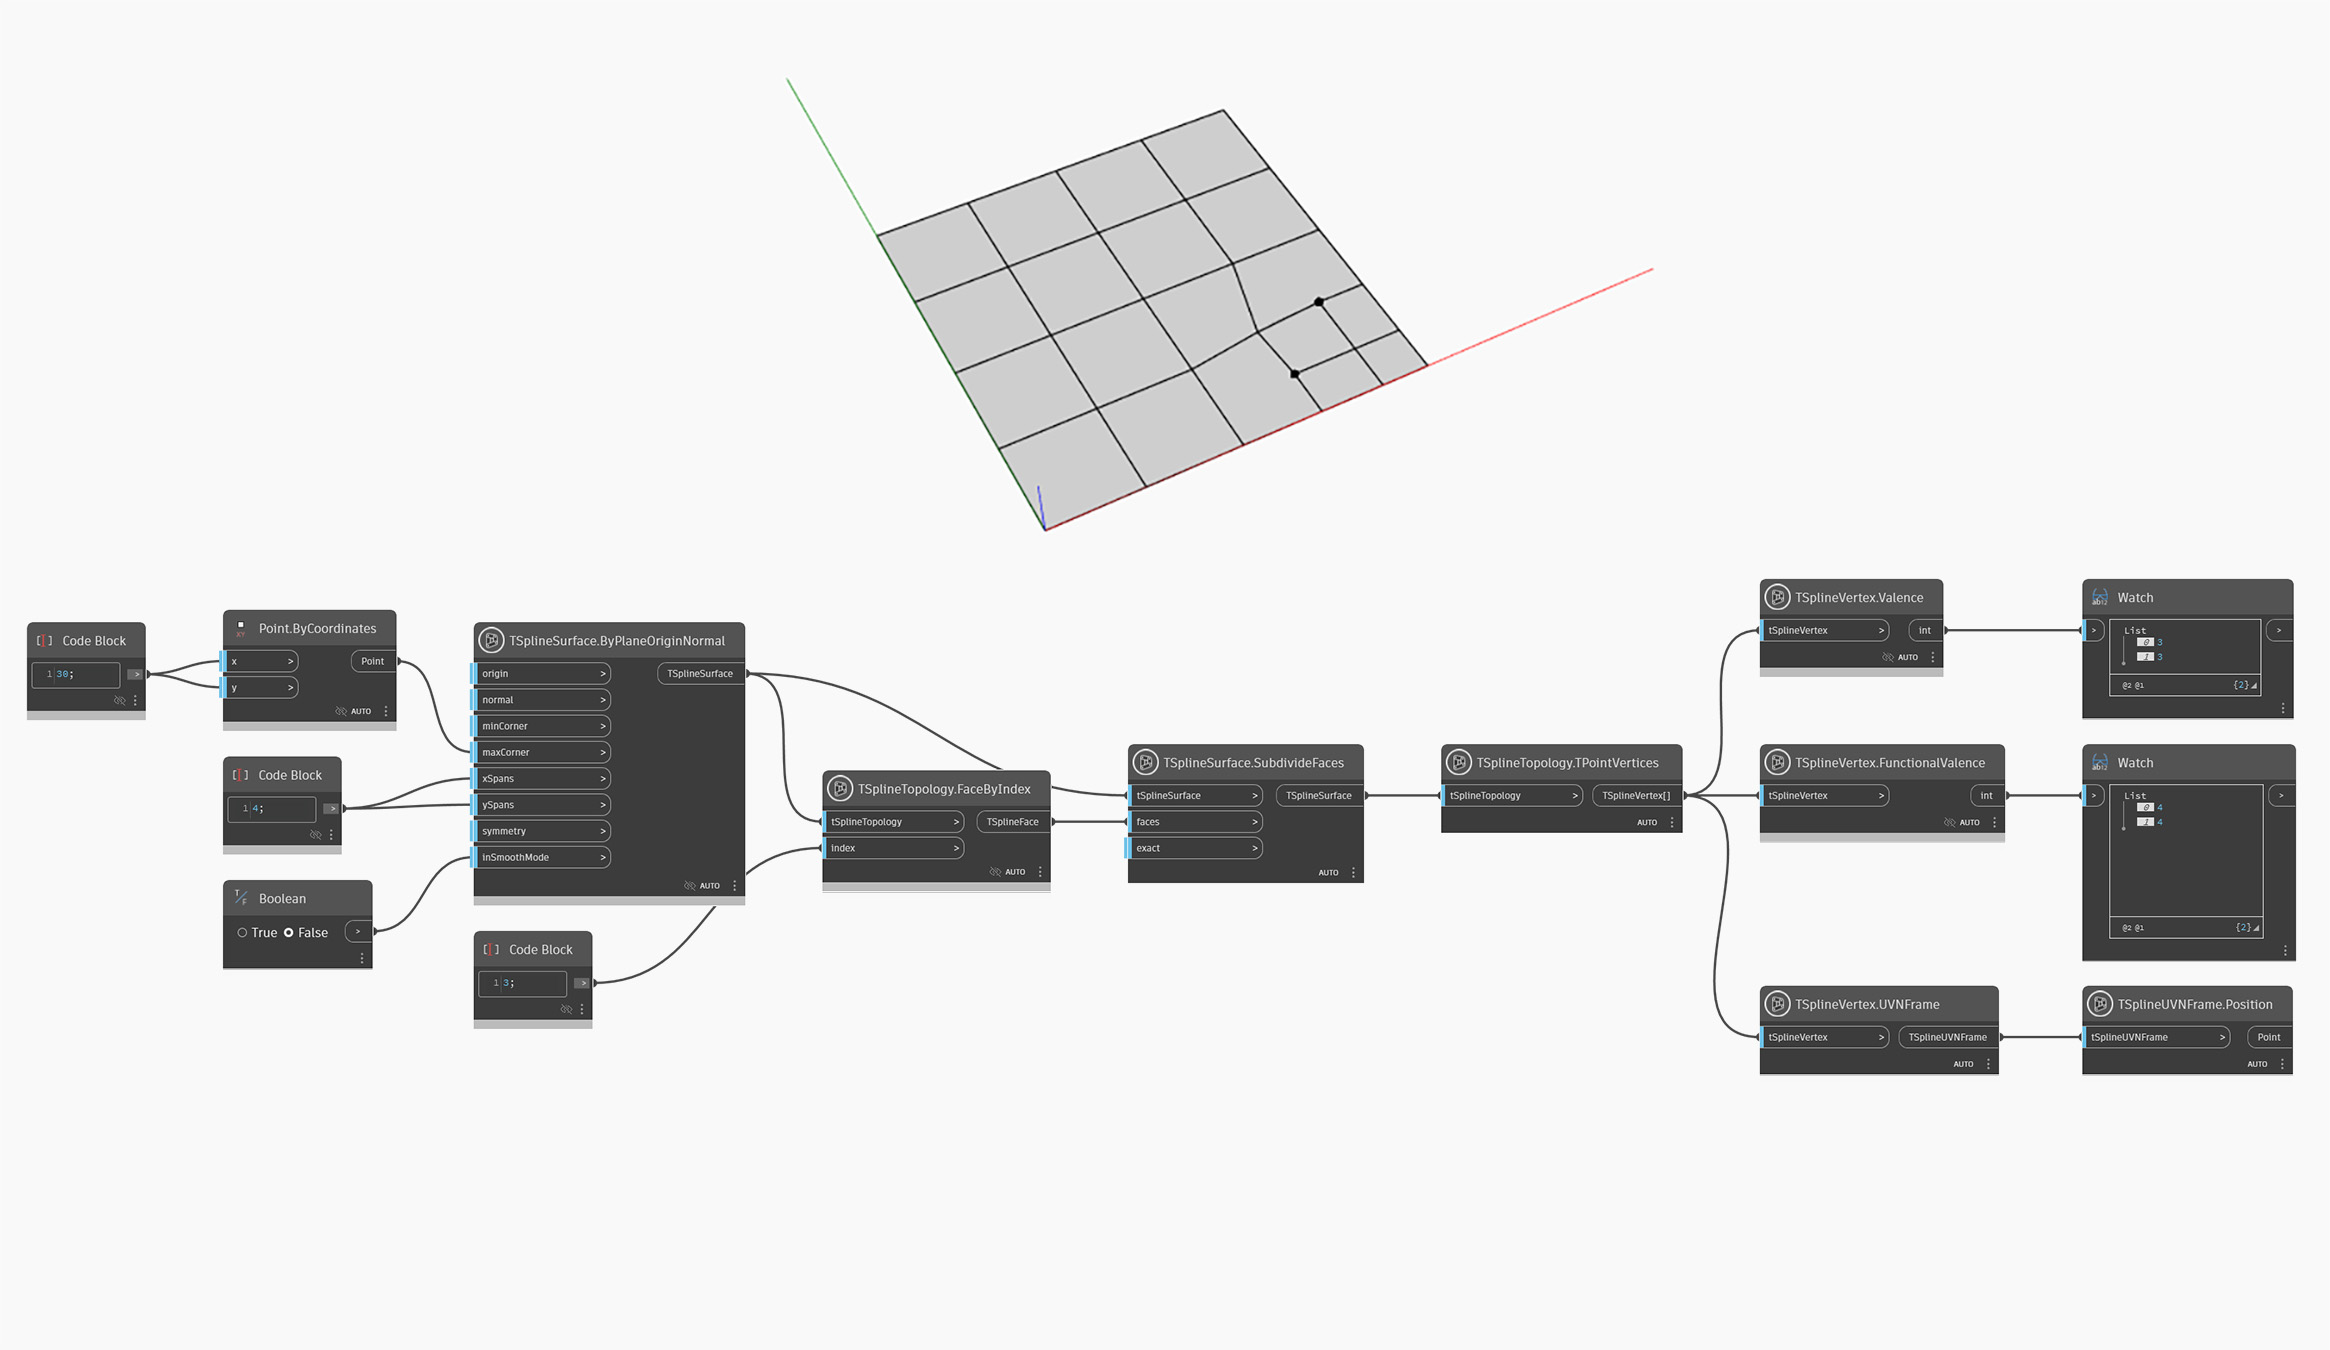 Code Block
1 30;
>
Point.ByCoordinates
XY
x >
Point
y >
AUTO
Code Block
1 4;
>
Boolean
T/F
True False
>
TSplineSurface.ByPlaneOriginNormal
origin >
TSplineSurface
normal >
minCorner >
maxCorner >
xSpans >
ySpans >
symmetry >
inSmoothMode >
AUTO
Code Block
1 3;
>
TSplineTopology.FaceByIndex
tSplineTopology >
TSplineFace
index >
AUTO
TSplineSurface.SubdivideFaces
tSplineSurface >
TSplineSurface
faces >
exact >
AUTO
TSplineTopology.TPointVertices
tSplineTopology >
TSplineVertex[]
AUTO
TSplineVertex.Valence
tSplineVertex >
int
AUTO
Watch
>
List
0 3
1 3
@2 @1
{2}
>
TSplineVertex.FunctionalValence
tSplineVertex >
int
AUTO
Watch
>
List
0 4
1 4
@2 @1
{2}
>
TSplineVertex.UVNFrame
tSplineVertex >
TSplineUVNFrame
AUTO
TSplineUVNFrame.Position
tSplineUVNFrame >
Point
AUTO